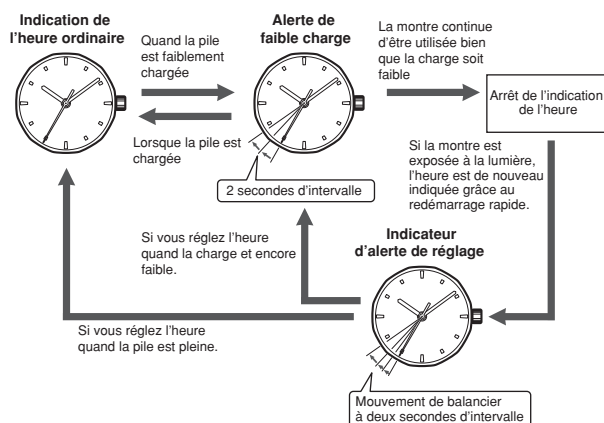 Indication de
l'heure ordinaire
Quand la pile
est faiblement
chargée
Alerte de
faible charge
La montre continue
d'être utilisée bien
que la charge soit
faible
Arrêt de l'indication
de l'heure
Lorsque la pile est
chargée
2 secondes d'intervalle
Si la montre est
exposée à la lumière,
l'heure est de nouveau
indiquée grâce au
redémarrage rapide.
Si vous réglez l'heure
quand la charge et encore
faible.
Indicateur
d'alerte de réglage
Si vous réglez l'heure
quand la pile est pleine.
Mouvement de balancier
à deux secondes d'intervalle